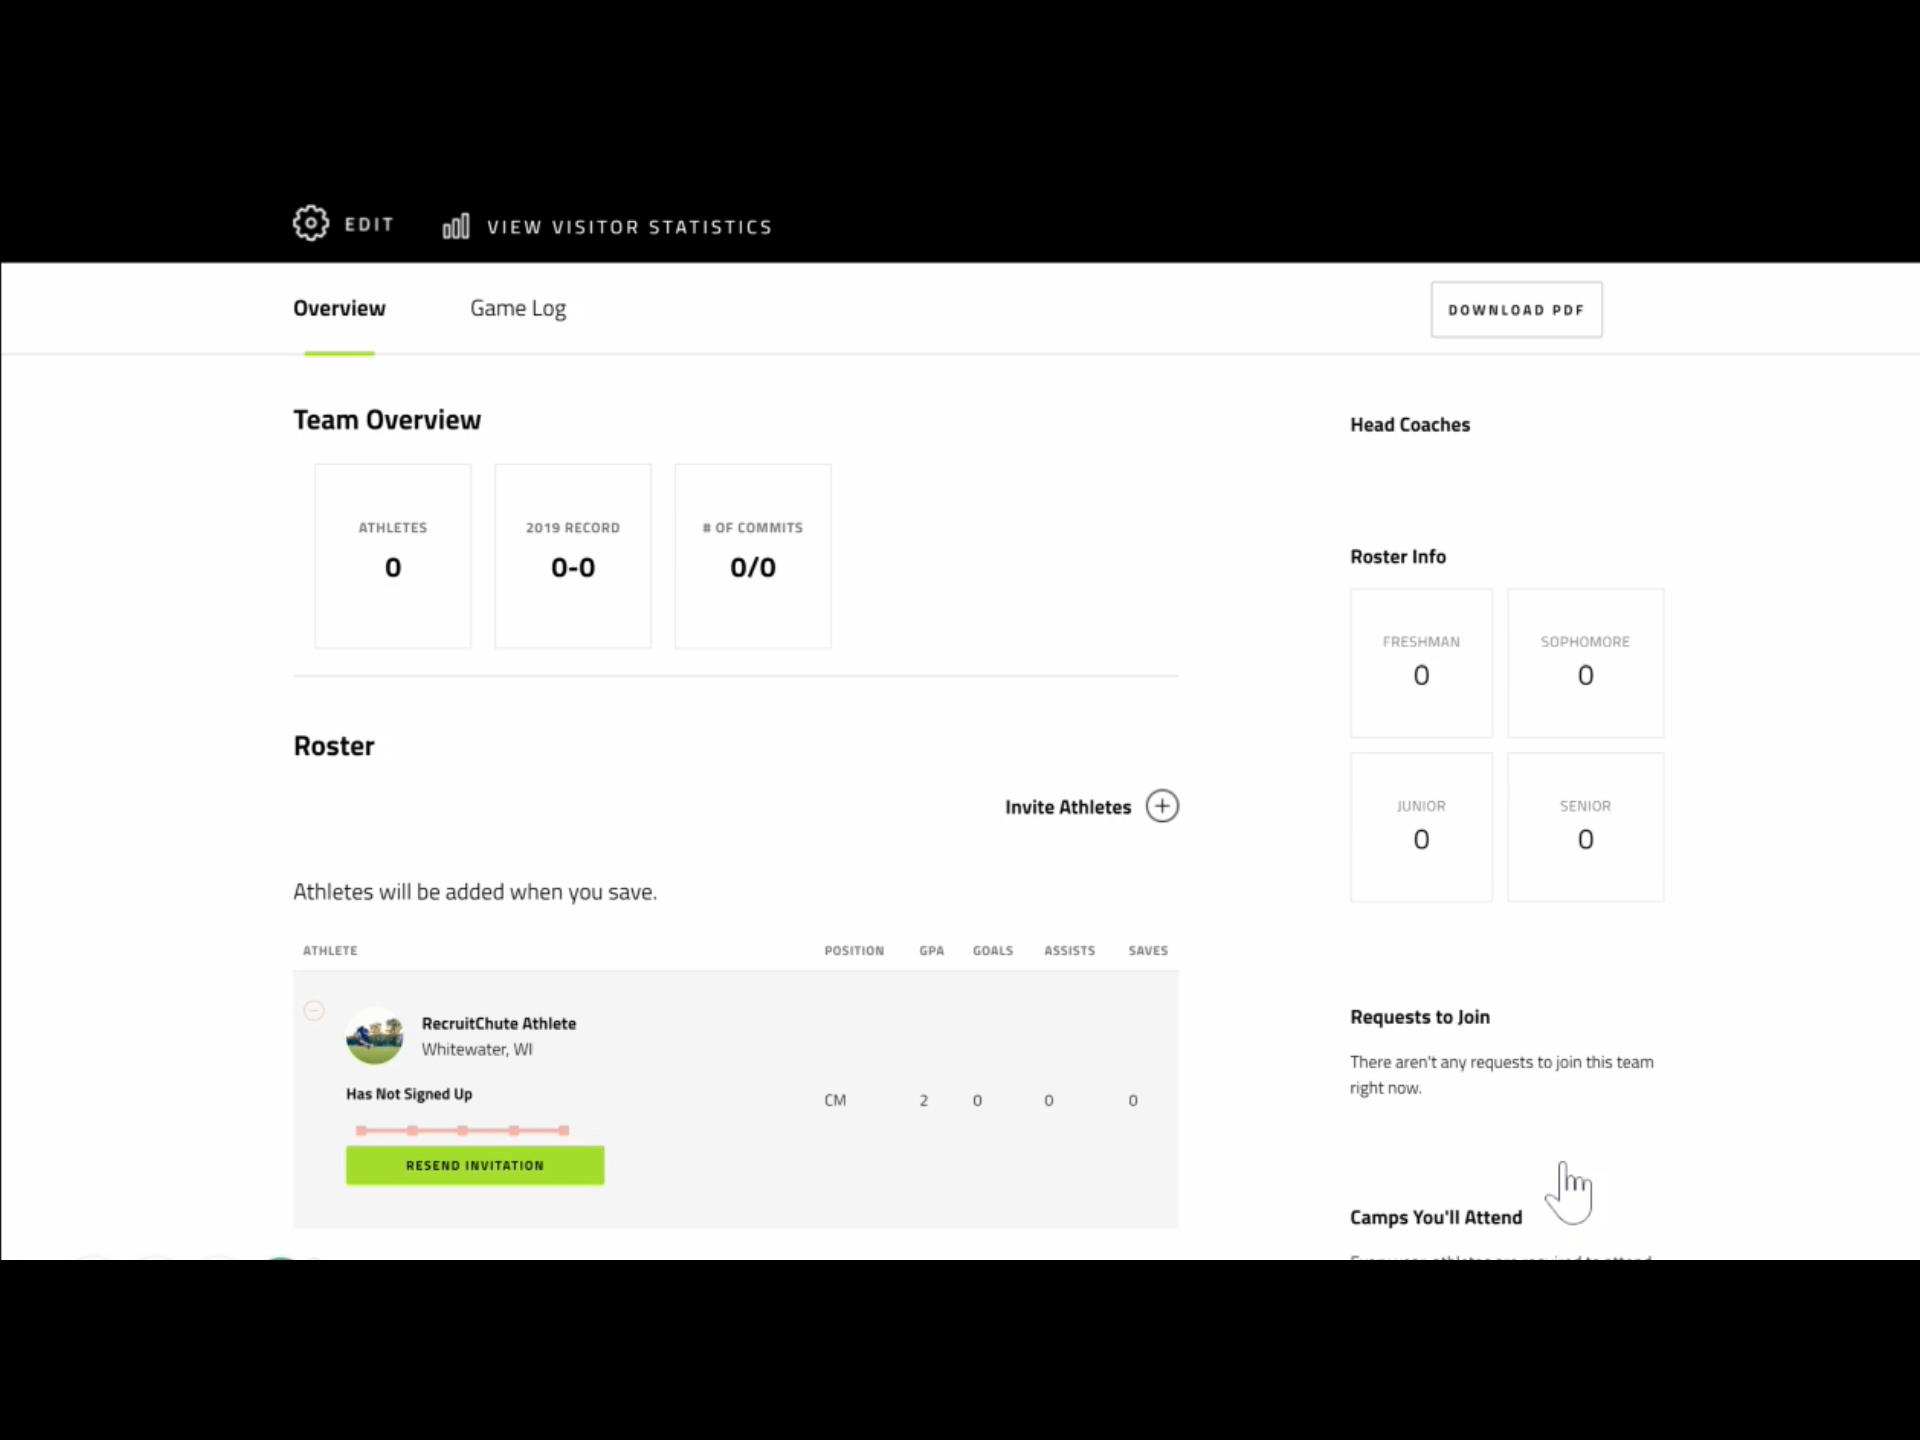 EDIT
VIEW VISITOR STATISTICS
Overview
Game Log
DOWNLOAD PDF
Team Overview
ATHLETES
0
2019 RECORD
0-0
# OF COMMITS
0/0
Roster
Invite Athletes
Athletes will be added when you save.
ATHLETE POSITION GPA GOALS ASSISTS SAVES
RecruitChute Athlete
Whitewater, WI
Has Not Signed Up
CM 2 0 0 0
RESEND INVITATION
Head Coaches
Roster Info
FRESHMAN
0
SOPHOMORE
0
JUNIOR
0
SENIOR
0
Requests to Join
There aren't any requests to join this team
right now.
Camps You'll Attend